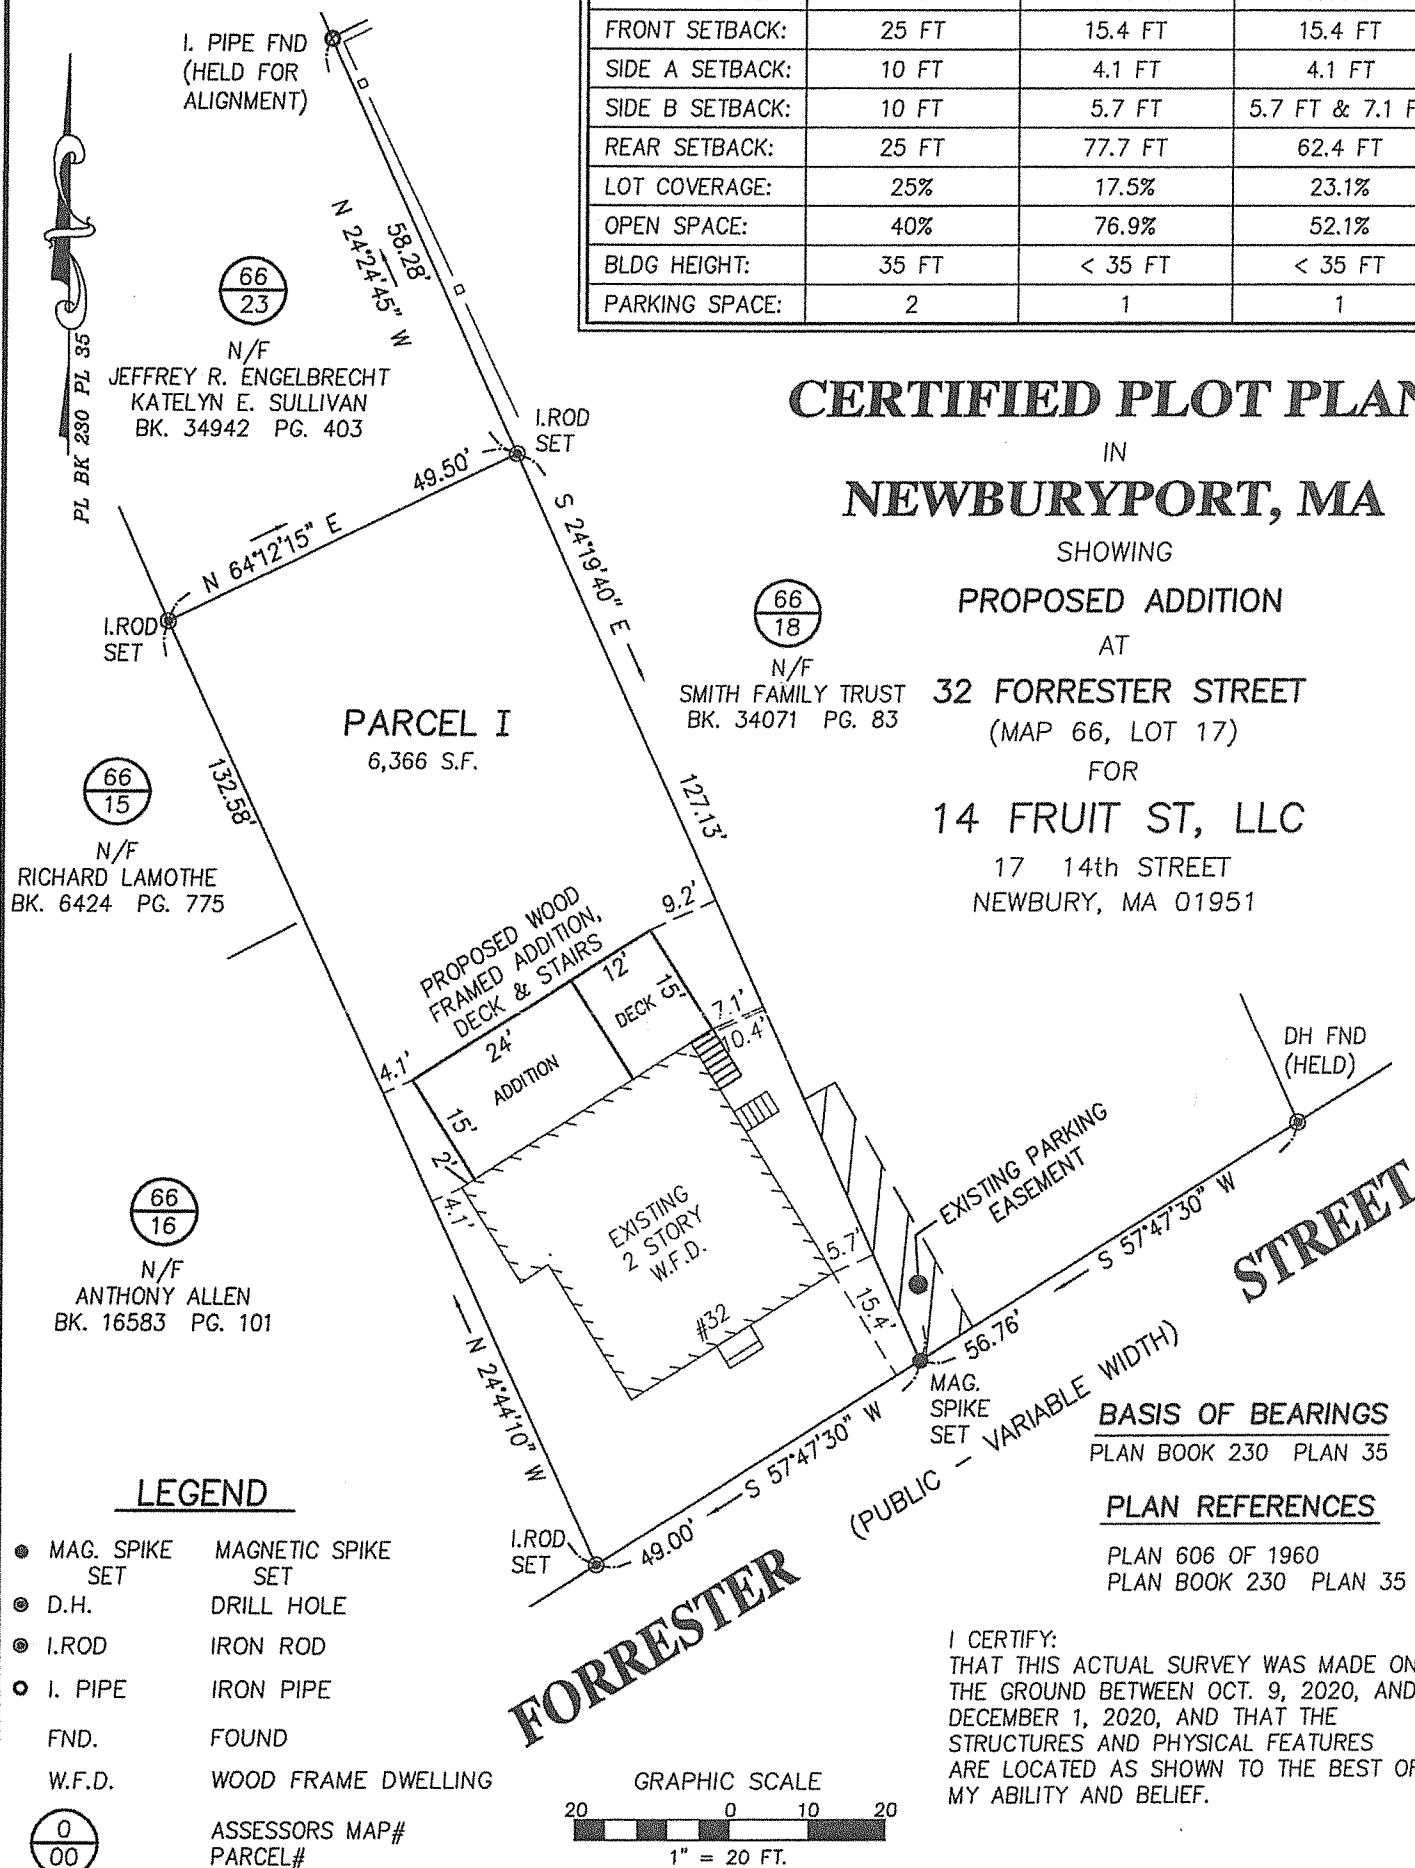 FRONT SETBACK: 25 FT 15.4 FT 15.4 FT
SIDE A SETBACK: 10 FT 4.1 FT 4.1 FT
SIDE B SETBACK: 10 FT 5.7 FT 5.7 FT & 7.1 F
REAR SETBACK: 25 FT 77.7 FT 62.4 FT
LOT COVERAGE: 25% 17.5% 23.1%
OPEN SPACE: 40% 76.9% 52.1%
BLDG HEIGHT: 35 FT < 35 FT < 35 FT
PARKING SPACE: 2 1 1
I. PIPE FND
(HELD FOR
ALIGNMENT)
58.28'
N 24°24'45" W
PL BK 230 PL 35
66
23
N/F
JEFFREY R. ENGELBRECHT
KATELYN E. SULLIVAN
BK. 34942 PG. 403
I.ROD
SET
49.50'
N 64°12'15" E
S 24°19'40" E
I.ROD
SET
CERTIFIED PLOT PLAN
IN
NEWBURYPORT, MA
SHOWING
PROPOSED ADDITION
AT
32 FORRESTER STREET
(MAP 66, LOT 17)
FOR
14 FRUIT ST, LLC
17 14th STREET
NEWBURY, MA 01951
66
18
N/F
SMITH FAMILY TRUST
BK. 34071 PG. 83
PARCEL I
6,366 S.F.
132.58'
127.13'
66
15
N/F
RICHARD LAMOTHE
BK. 6424 PG. 775
PROPOSED WOOD
FRAMED ADDITION,
DECK & STAIRS
9.2'
12'
15'
DECK
7.1'
10.4'
4.1'
24'
ADDITION
15'
2'
4.1'
EXISTING
2 STORY
W.F.D.
#32
5.7'
15.4'
66
16
N/F
ANTHONY ALLEN
BK. 16583 PG. 101
N 24°44'10" W
EXISTING PARKING
EASEMENT
DH FND
(HELD)
S 57°47'30" W
56.76'
MAG.
SPIKE
SET
S 57°47'30" W
49.00'
I.ROD
SET
FORRESTER
STREET
(PUBLIC – VARIABLE WIDTH)
BASIS OF BEARINGS
PLAN BOOK 230 PLAN 35
PLAN REFERENCES
PLAN 606 OF 1960
PLAN BOOK 230 PLAN 35
I CERTIFY:
THAT THIS ACTUAL SURVEY WAS MADE ON
THE GROUND BETWEEN OCT. 9, 2020, AND
DECEMBER 1, 2020, AND THAT THE
STRUCTURES AND PHYSICAL FEATURES
ARE LOCATED AS SHOWN TO THE BEST OF
MY ABILITY AND BELIEF.
LEGEND
MAG. SPIKE MAGNETIC SPIKE
SET SET
D.H. DRILL HOLE
I.ROD IRON ROD
I. PIPE IRON PIPE
FND. FOUND
W.F.D. WOOD FRAME DWELLING
0 ASSESSORS MAP#
00 PARCEL#
GRAPHIC SCALE
20 0 10 20
1" = 20 FT.